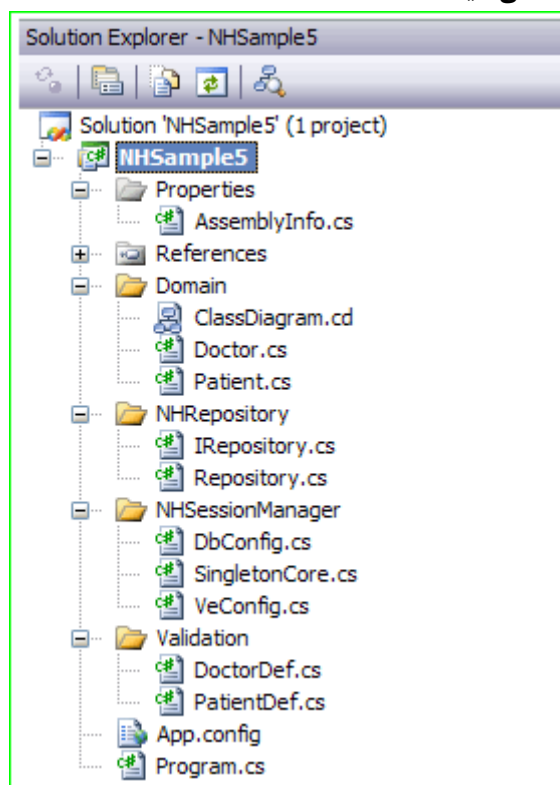 Solution Explorer - NHSample5
Solution 'NHSample5' (1 project)
NHSample5
Properties
AssemblyInfo.cs
References
Domain
ClassDiagram.cd
Doctor.cs
Patient.cs
NHRepository
IRepository.cs
Repository.cs
NHSessionManager
DbConfig.cs
SingletonCore.cs
VeConfig.cs
Validation
DoctorDef.cs
PatientDef.cs
App.config
Program.cs